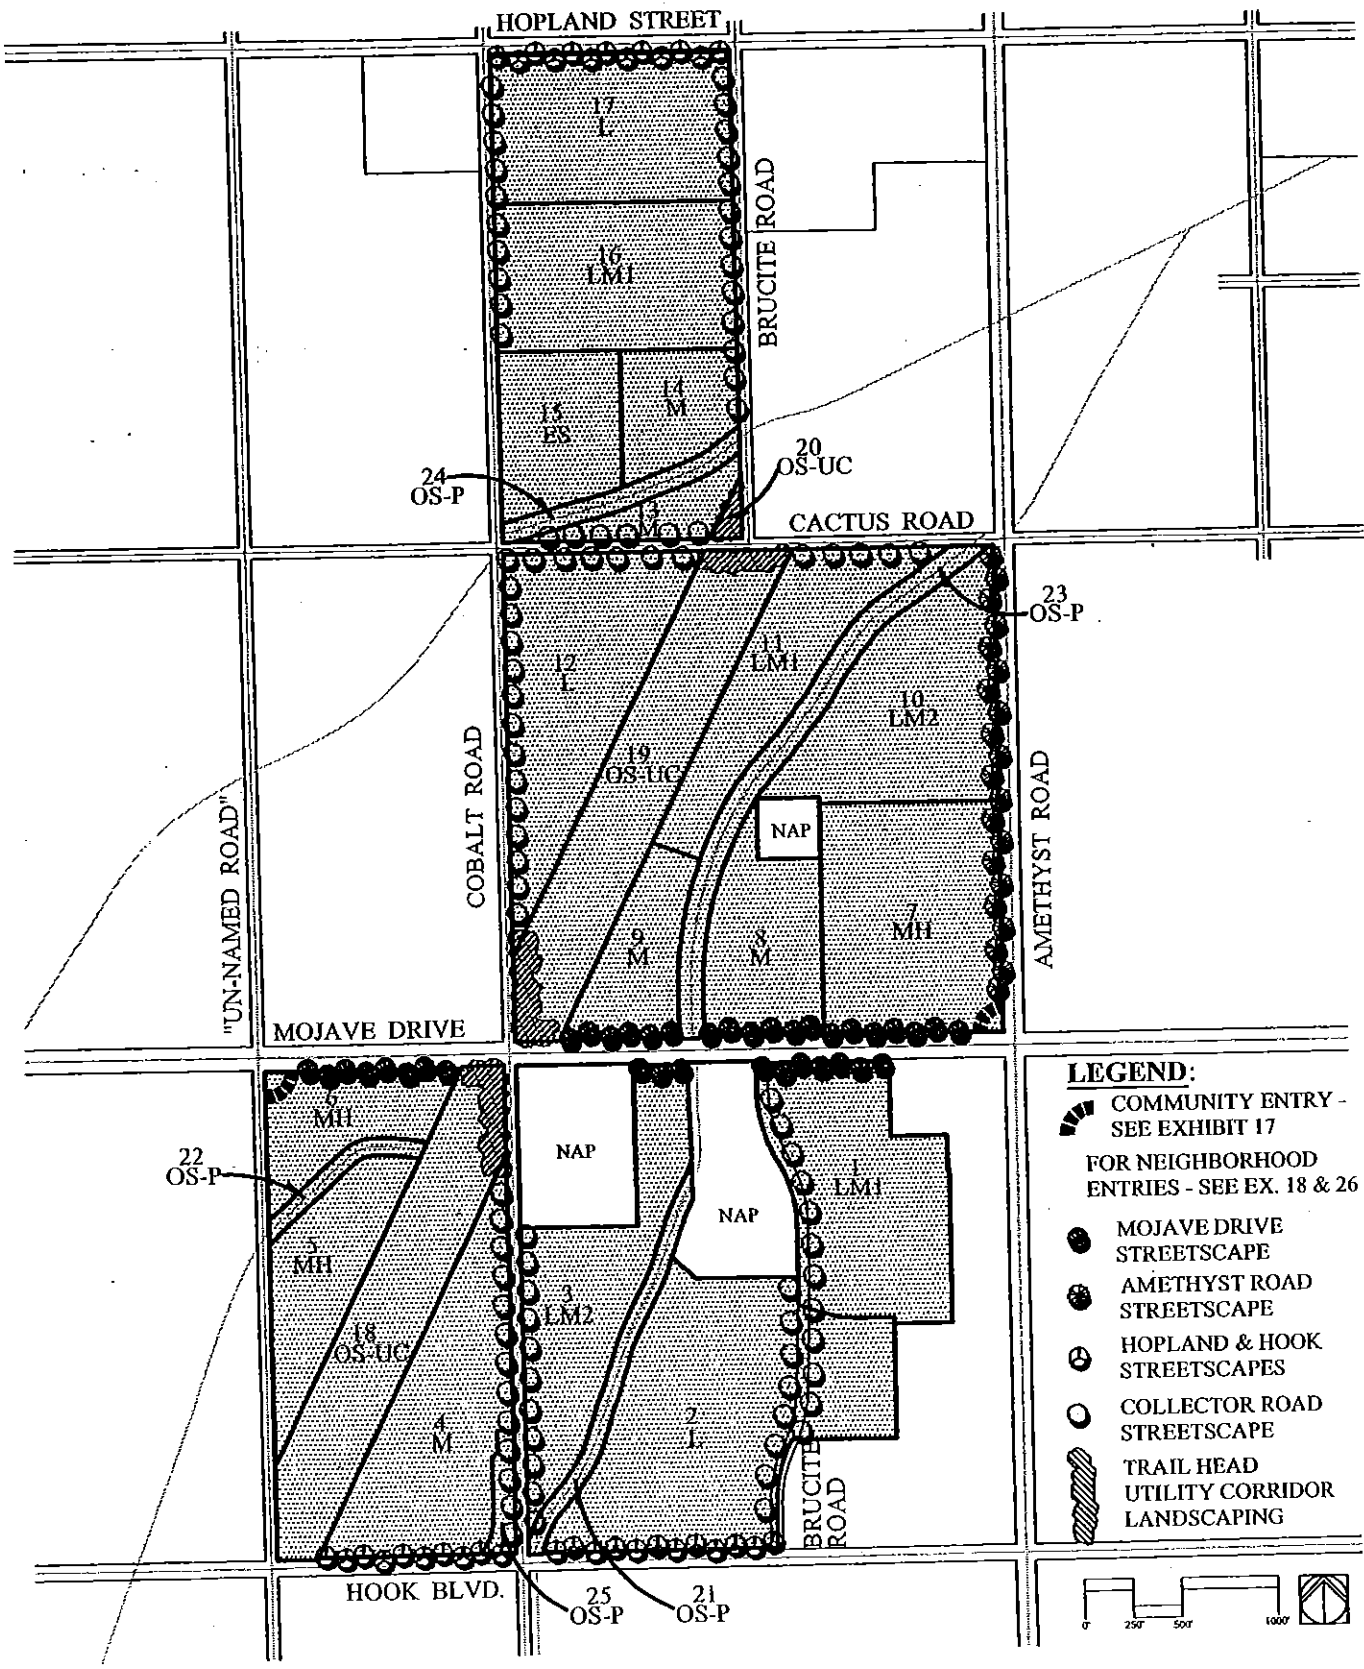 HOPLAND STREET
17
L
BRUCITE ROAD
16
LM1
14
M
15
ES
20
OS-UC
24
OS-P
13
M
CACTUS ROAD
23
OS-P
11
LM1
12
L
10
LM2
19
OS-UC
COBALT ROAD
"UN-NAMED ROAD"
AMETHYST ROAD
NAP
7
MH
9
M
8
M
MOJAVE DRIVE
6
MH
22
OS-P
NAP
1
LM1
NAP
5
MH
3
LM2
18
OS-UC
4
M
2
L
BRUCITE
ROAD
HOOK BLVD.
25
OS-P
21
OS-P
LEGEND:
COMMUNITY ENTRY -
SEE EXHIBIT 17
FOR NEIGHBORHOOD
ENTRIES - SEE EX. 18 & 26
MOJAVE DRIVE
STREETSCAPE
AMETHYST ROAD
STREETSCAPE
HOPLAND & HOOK
STREETSCAPES
COLLECTOR ROAD
STREETSCAPE
TRAIL HEAD
UTILITY CORRIDOR
LANDSCAPING
0' 250' 500' 1000'